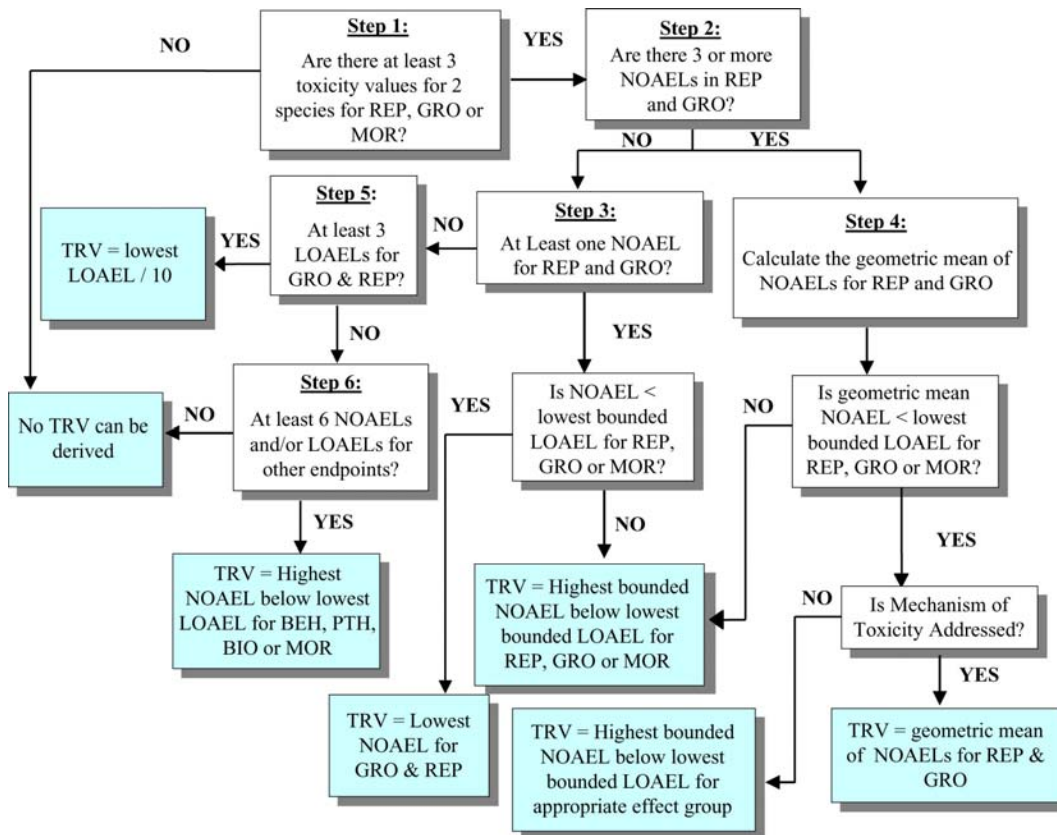 Step 1:
Are there at least 3
toxicity values for 2
species for REP, GRO or
MOR?
NO
YES
Step 2:
Are there 3 or more
NOAELs in REP
and GRO?
NO
YES
Step 5:
At least 3
LOAELs for
GRO & REP?
NO
Step 3:
At Least one NOAEL
for REP and GRO?
Step 4:
Calculate the geometric mean of
NOAELs for REP and GRO
TRV = lowest
LOAEL / 10
YES
NO
YES
Step 6:
At least 6 NOAELs
and/or LOAELs for
other endpoints?
No TRV can be
derived
NO
YES
YES
Is NOAEL <
lowest bounded
LOAEL for REP,
GRO or MOR?
NO
NO
Is geometric mean
NOAEL < lowest
bounded LOAEL for
REP, GRO or MOR?
YES
TRV = Highest
NOAEL below lowest
LOAEL for BEH, PTH,
BIO or MOR
TRV = Highest bounded
NOAEL below lowest
bounded LOAEL for
REP, GRO or MOR
NO
Is Mechanism of
Toxicity Addressed?
YES
TRV = Lowest
NOAEL for
GRO & REP
TRV = Highest bounded
NOAEL below lowest
bounded LOAEL for
appropriate effect group
TRV = geometric mean
of NOAELs for REP &
GRO